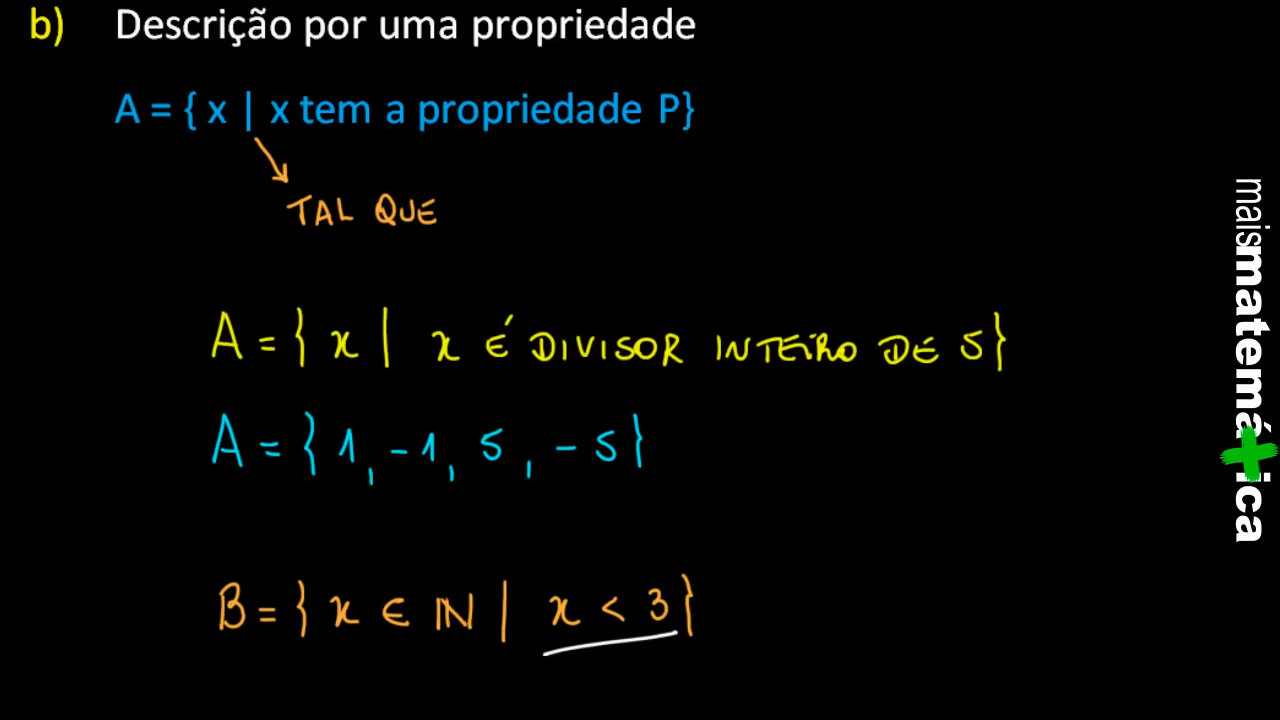 b) Descrição por uma propriedade
A = { x | x tem a propriedade P}
TAL QUE
A = { x | x É DIVISOR INTEIRO DE 5}
A = { 1, -1, 5, -5}
B = { x ∈ ℕ | x < 3}
maismatemática